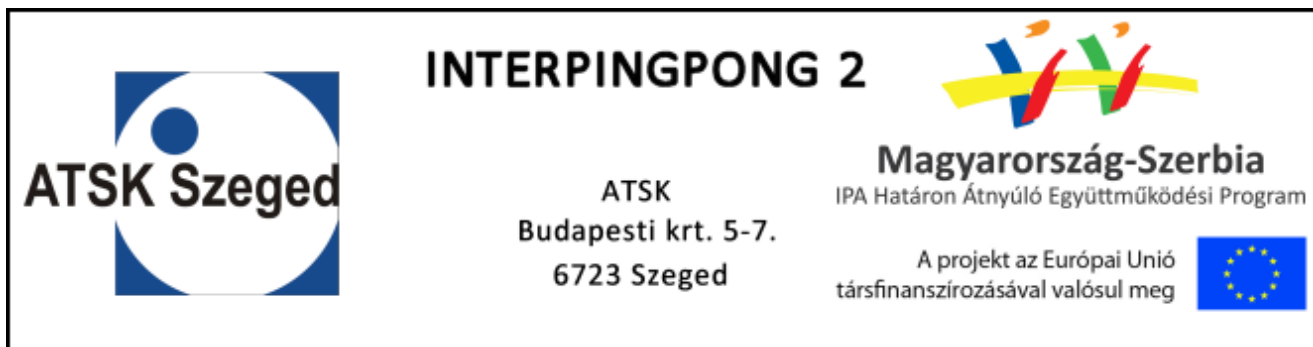 ATSK Szeged
INTERPINGPONG 2
ATSK
Budapesti krt. 5-7.
6723 Szeged
Magyarország-Szerbia
IPA Határon Átnyúló Együttműködési Program
A projekt az Európai Unió
társfinanszírozásával valósul meg